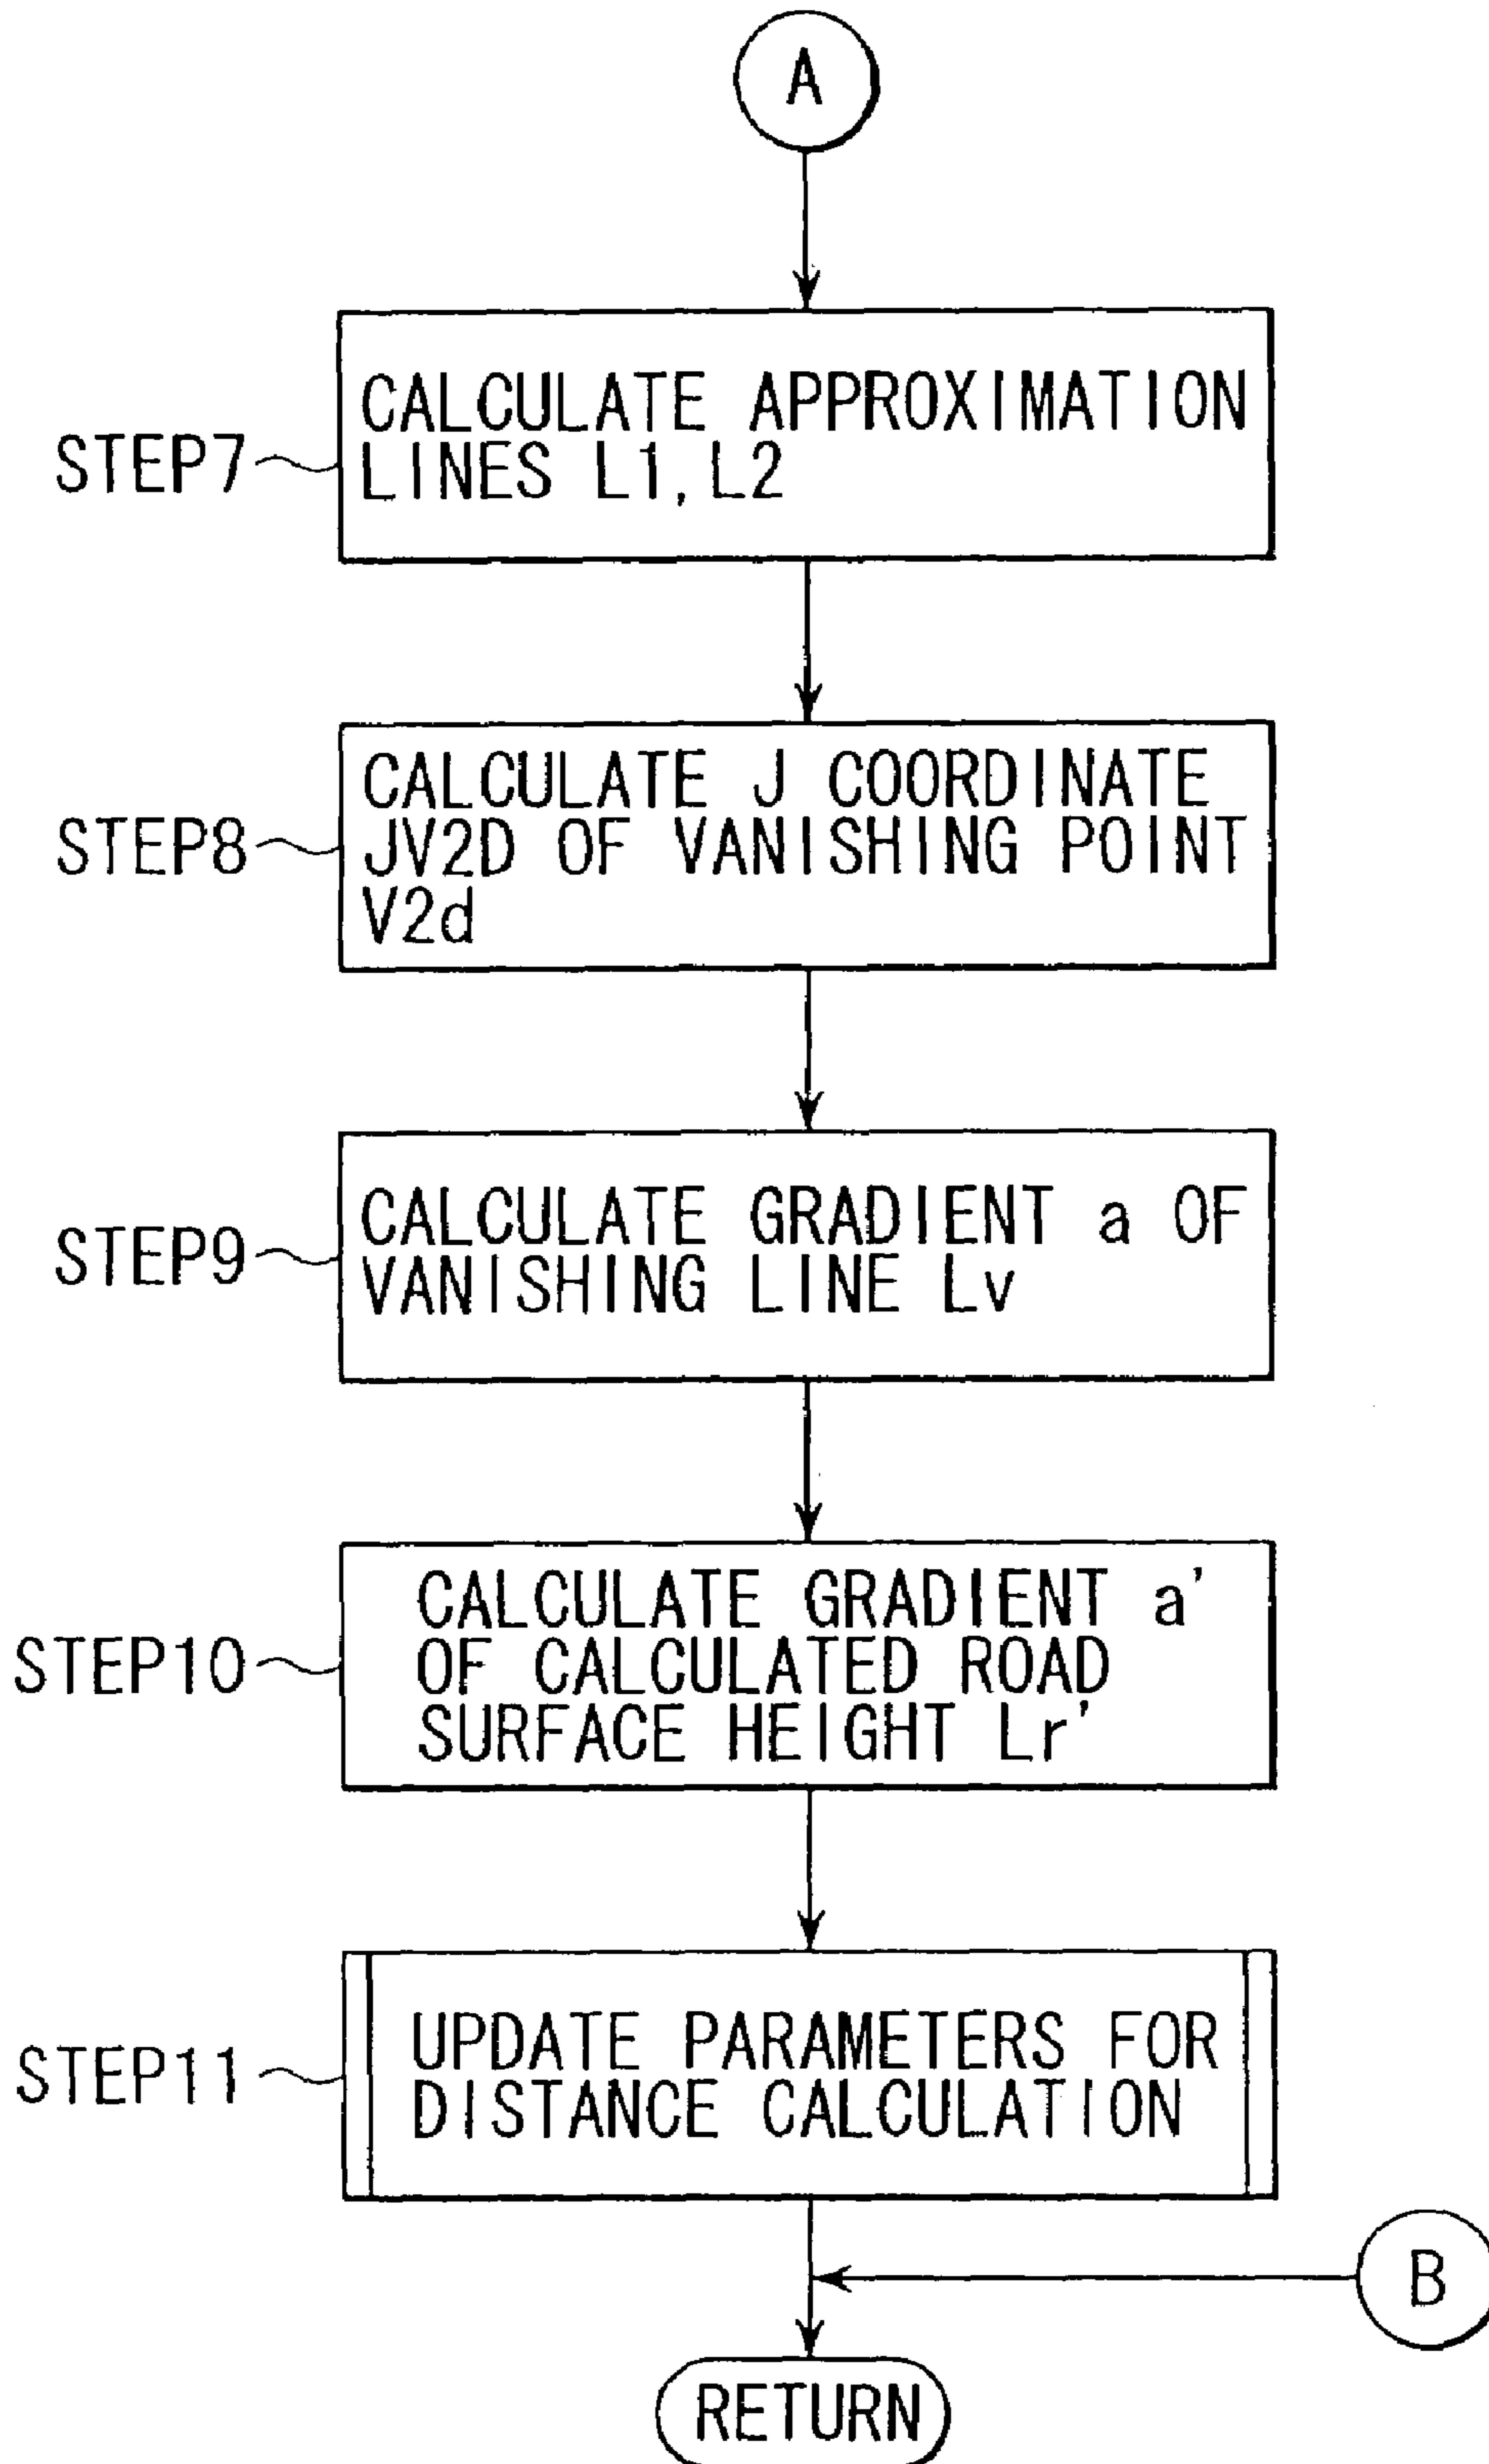 A
CALCULATE APPROXIMATION
STEP7
LINES L1, L2
CALCULATE J COORDINATE
STEP8
JV2D OF VANISHING POINT
V2d
CALCULATE GRADIENT a OF
STEP9
VANISHING LINE Lv
CALCULATE GRADIENT a'
STEP10
OF CALCULATED ROAD
SURFACE HEIGHT Lr'
UPDATE PARAMETERS FOR
STEP11
DISTANCE CALCULATION
B
RETURN